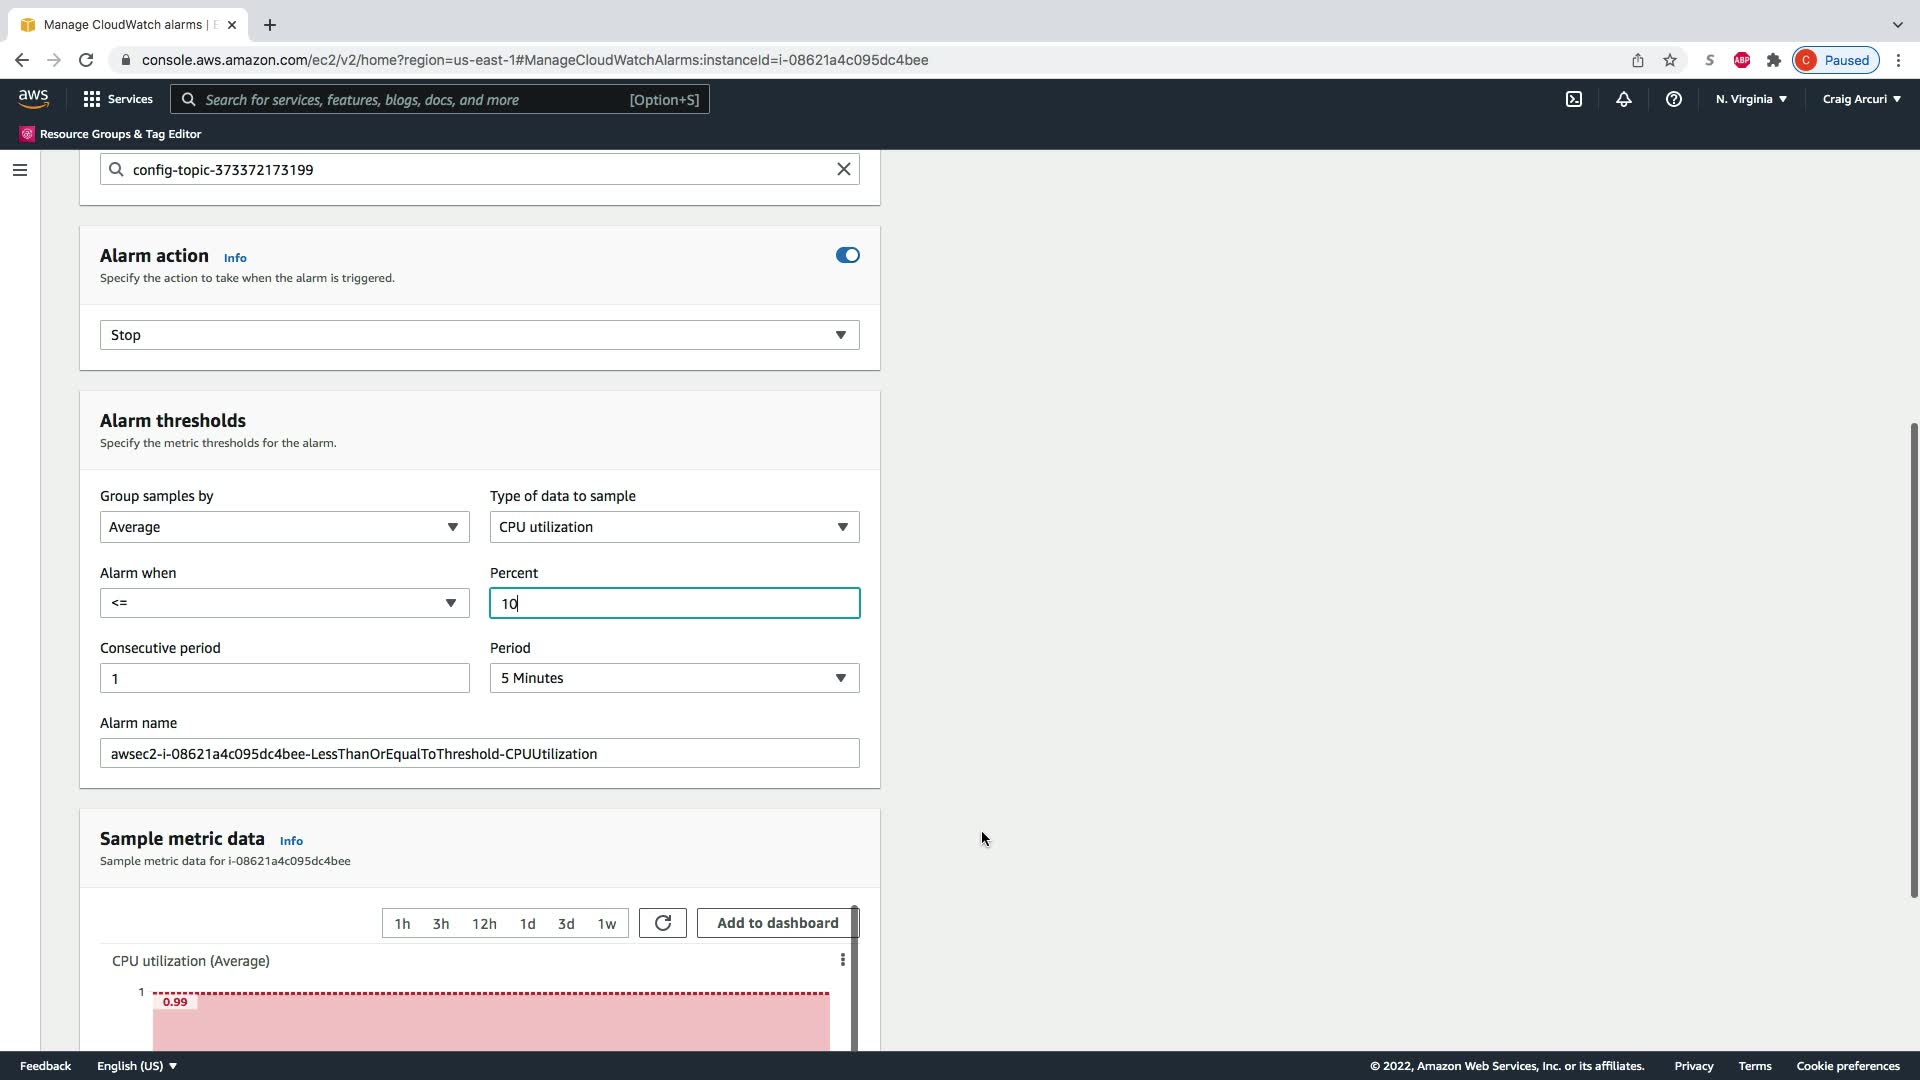 Manage CloudWatch alarms | E
console.aws.amazon.com/ec2/v2/home?region=us-east-1#ManageCloudWatchAlarms:instanceId=i-08621a4c095dc4bee
S
ABP
C Paused
aws
Services
Search for services, features, blogs, docs, and more [Option+S]
N. Virginia
Craig Arcuri
Resource Groups & Tag Editor
config-topic-373372173199
Alarm action Info
Specify the action to take when the alarm is triggered.
Stop
Alarm thresholds
Specify the metric thresholds for the alarm.
Group samples by
Type of data to sample
Average
CPU utilization
Alarm when
Percent
<=
10
Consecutive period
Period
1
5 Minutes
Alarm name
awsec2-i-08621a4c095dc4bee-LessThanOrEqualToThreshold-CPUUtilization
Sample metric data Info
Sample metric data for i-08621a4c095dc4bee
1h 3h 12h 1d 3d 1w
Add to dashboard
CPU utilization (Average)
1
0.99
Feedback
English (US)
© 2022, Amazon Web Services, Inc. or its affiliates.
Privacy
Terms
Cookie preferences